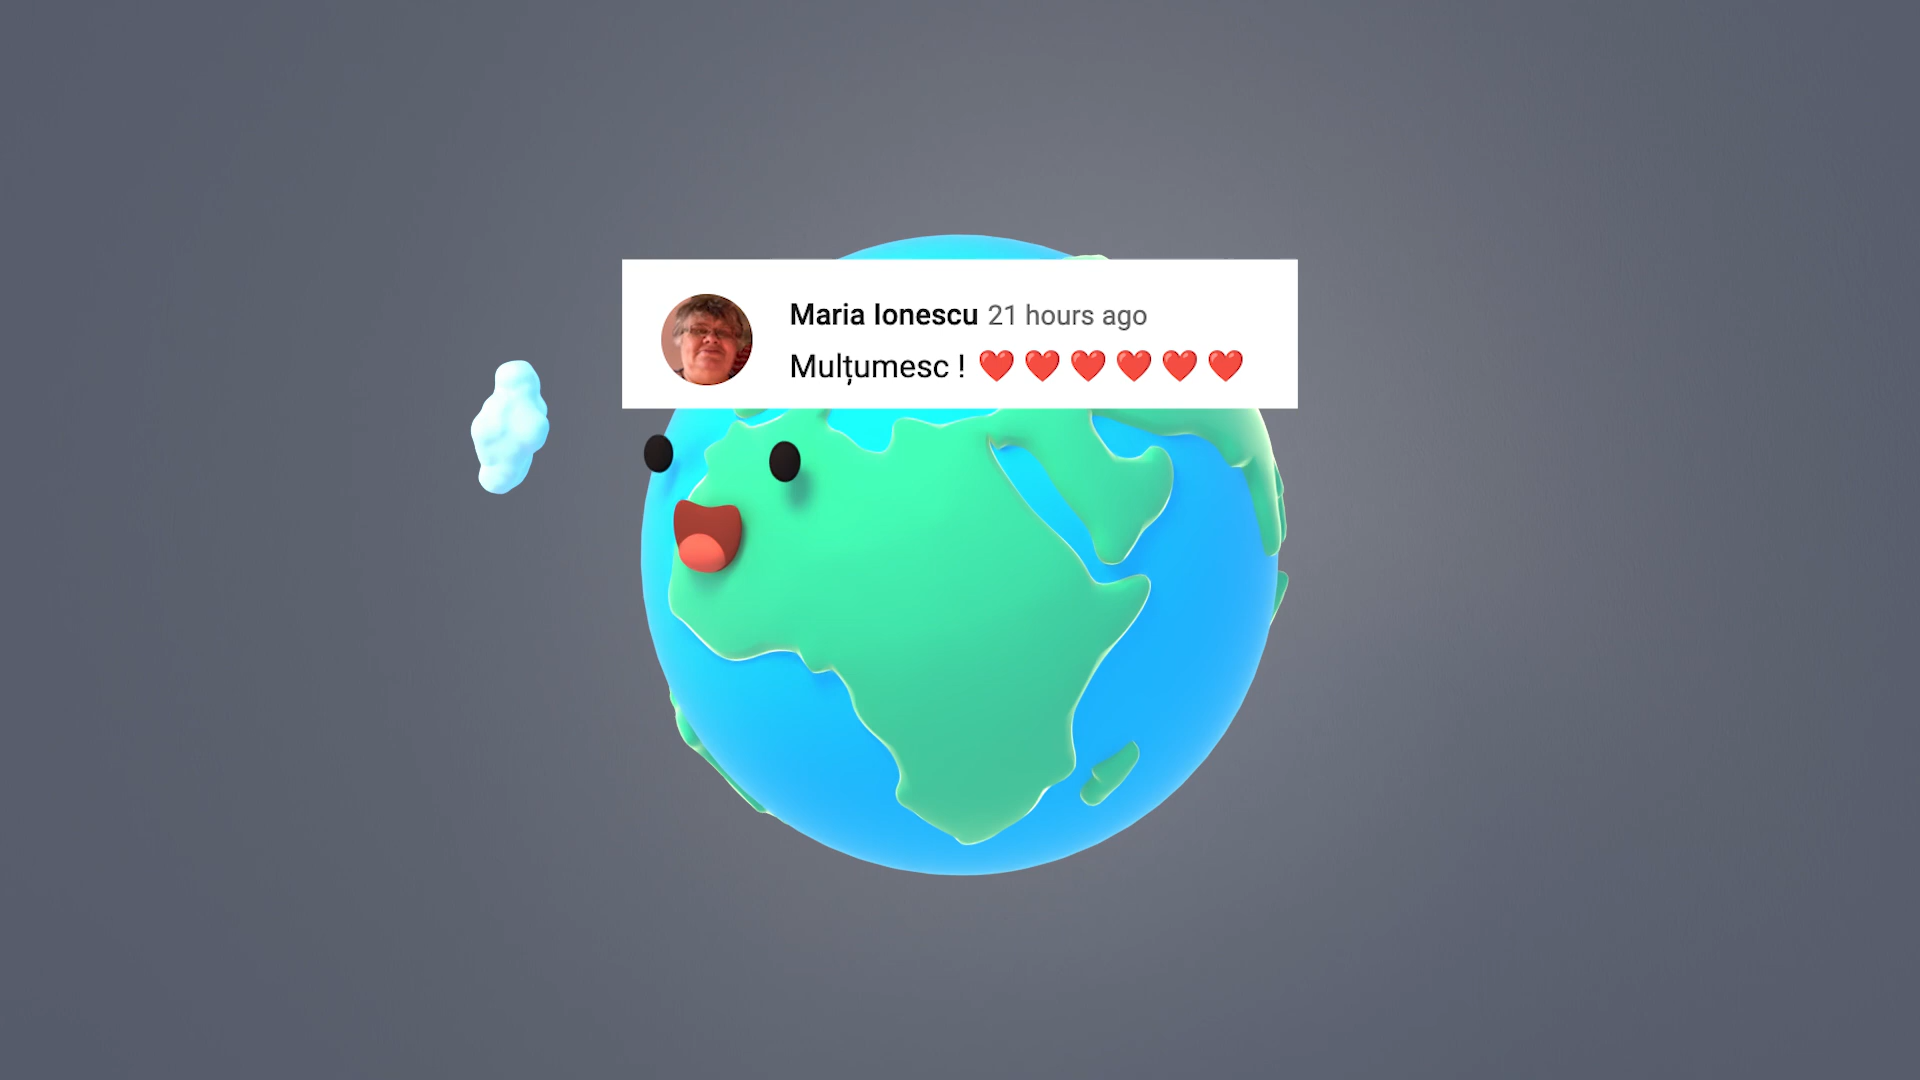 Maria Ionescu 21 hours ago
Mulțumesc ! ❤️ ❤️ ❤️ ❤️ ❤️ ❤️